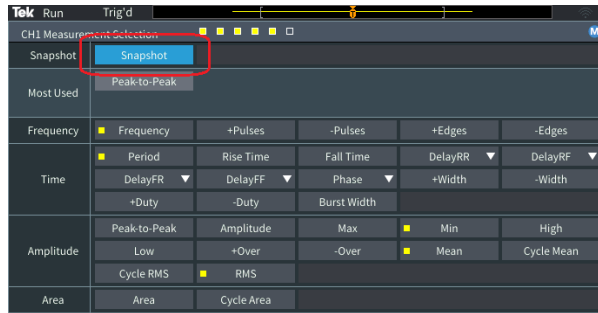 Tek Run Trig'd
CH1 Measurement Selection M
Snapshot Snapshot
Most Used Peak-to-Peak
Frequency Frequency +Pulses -Pulses +Edges -Edges
Time Period Rise Time Fall Time DelayRR DelayRF
DelayFR DelayFF Phase +Width -Width
+Duty -Duty Burst Width
Amplitude Peak-to-Peak Amplitude Max Min High
Low +Over -Over Mean Cycle Mean
Cycle RMS RMS
Area Area Cycle Area